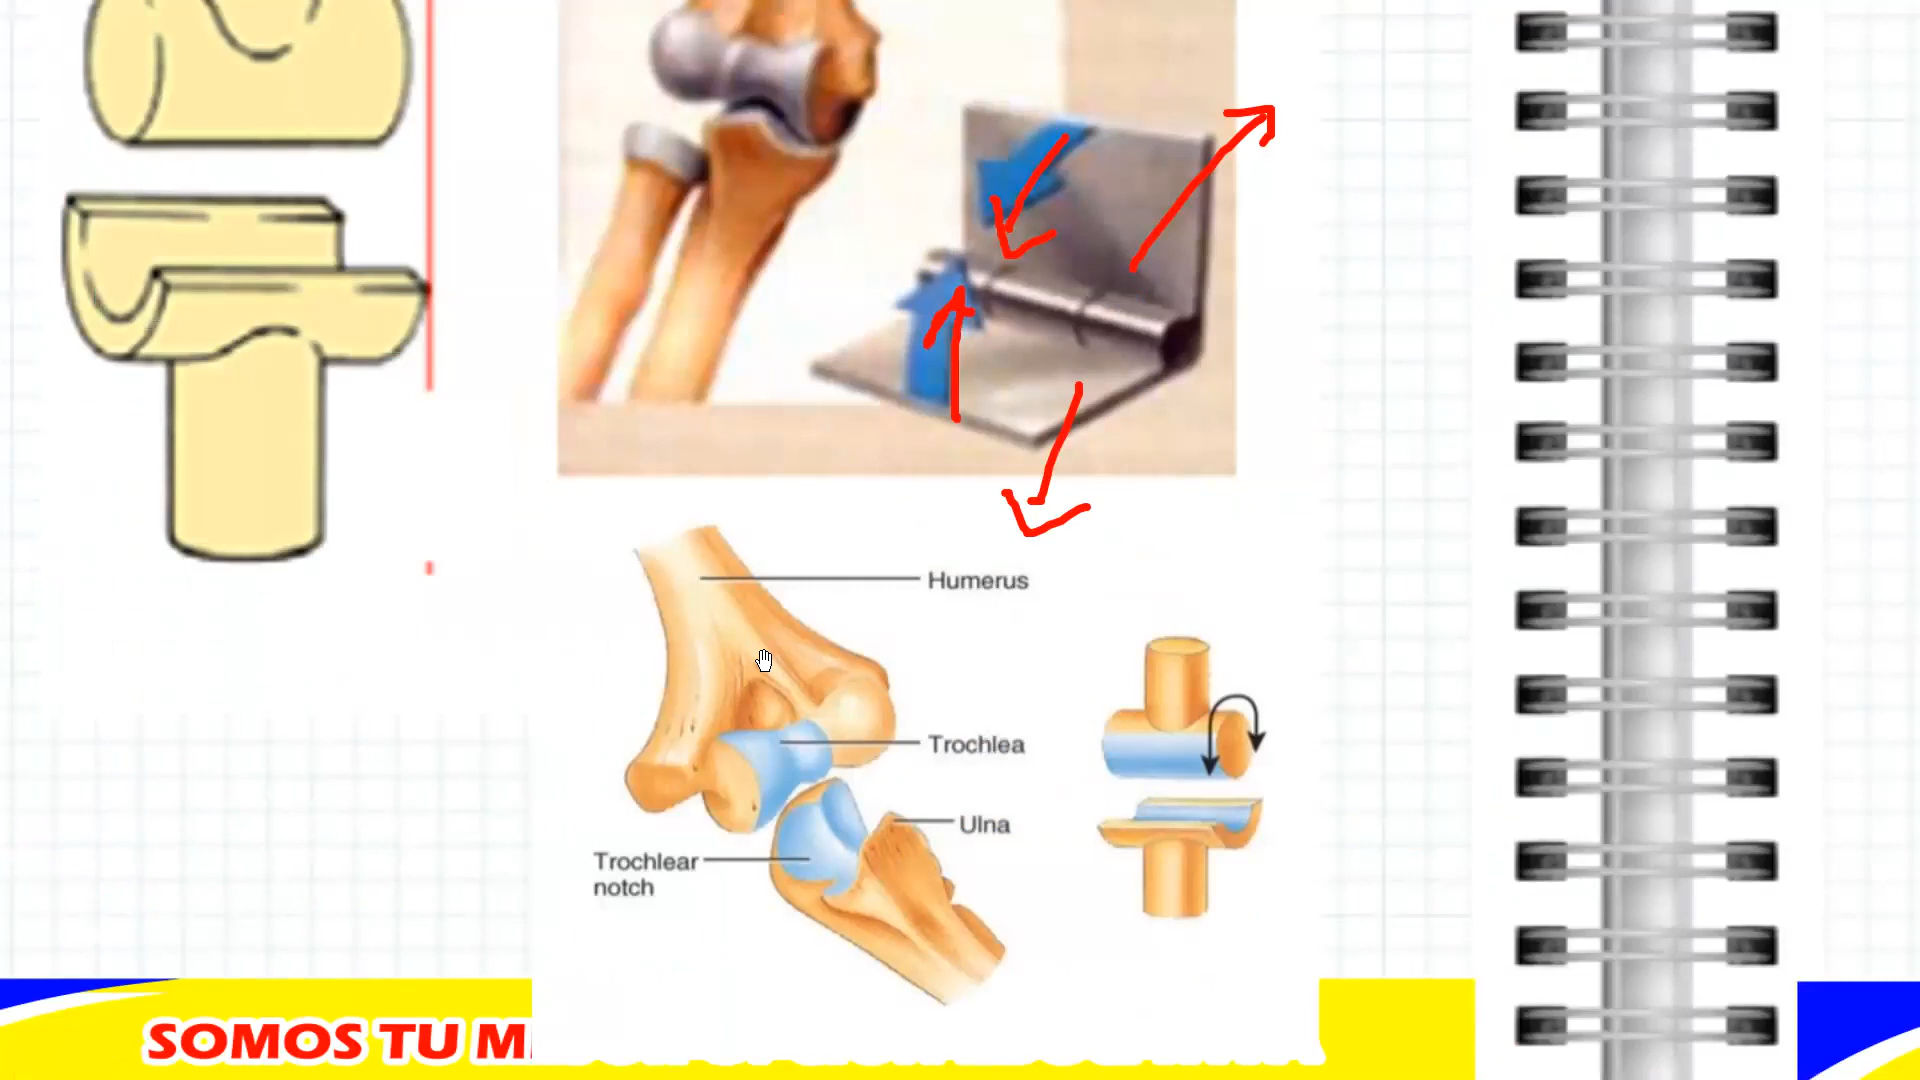 Humerus
Trochlea
Ulna
Trochlear
notch
SOMOS TU